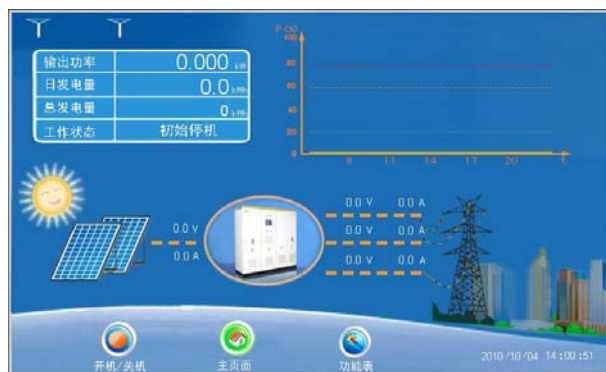 输出功率 0.000 kW
日发电量 0.0 kWh
总发电量 0 kWh
工作状态 初始停机
P(%)
100
80
60
40
20
0
8 11 14 17 20 t
0.0 V
0.0 A
0.0 V 0.0 A
0.0 V 0.0 A
0.0 V 0.0 A
开机/关机 主页面 功能表
2010/10/04 14:00:51